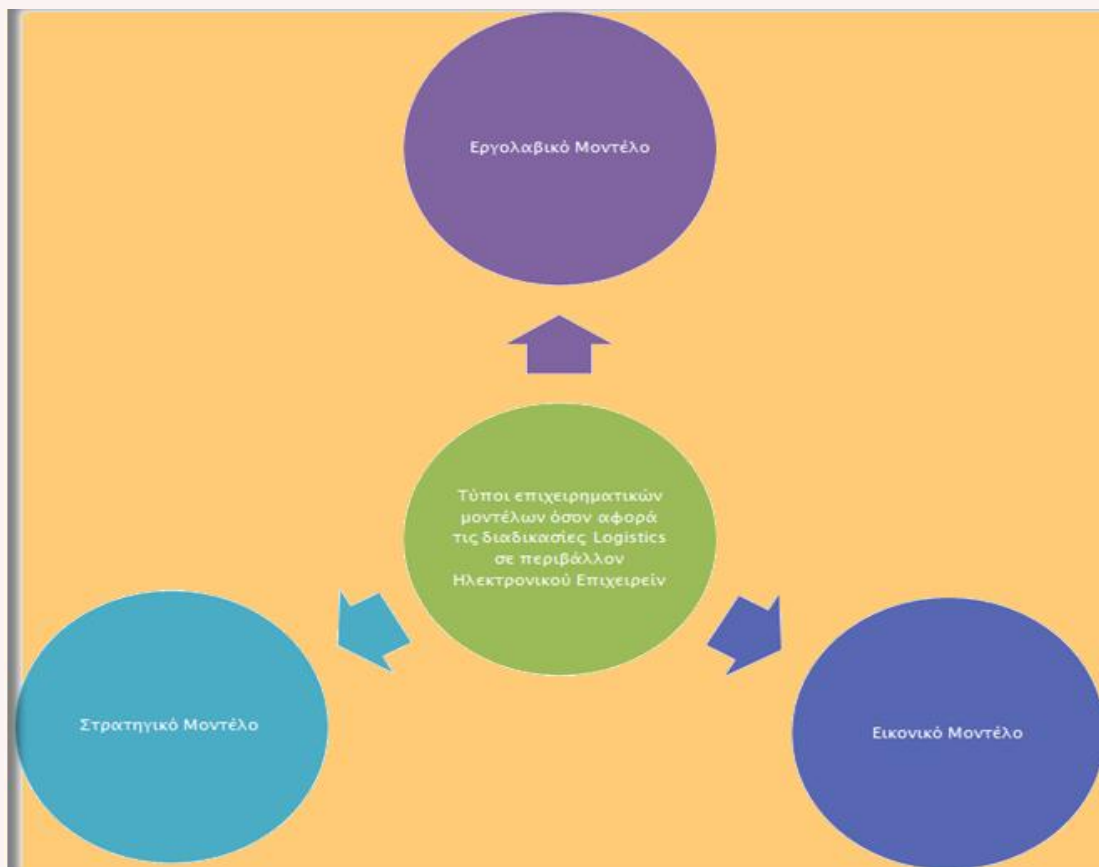 Εργολαβικό Μοντέλο
Τύποι επιχειρηματικών
μοντέλων όσον αφορά
τις διαδικασίες Logistics
σε περιβάλλον
Ηλεκτρονικού Επιχειρείν
Στρατηγικό Μοντέλο
Εικονικό Μοντέλο